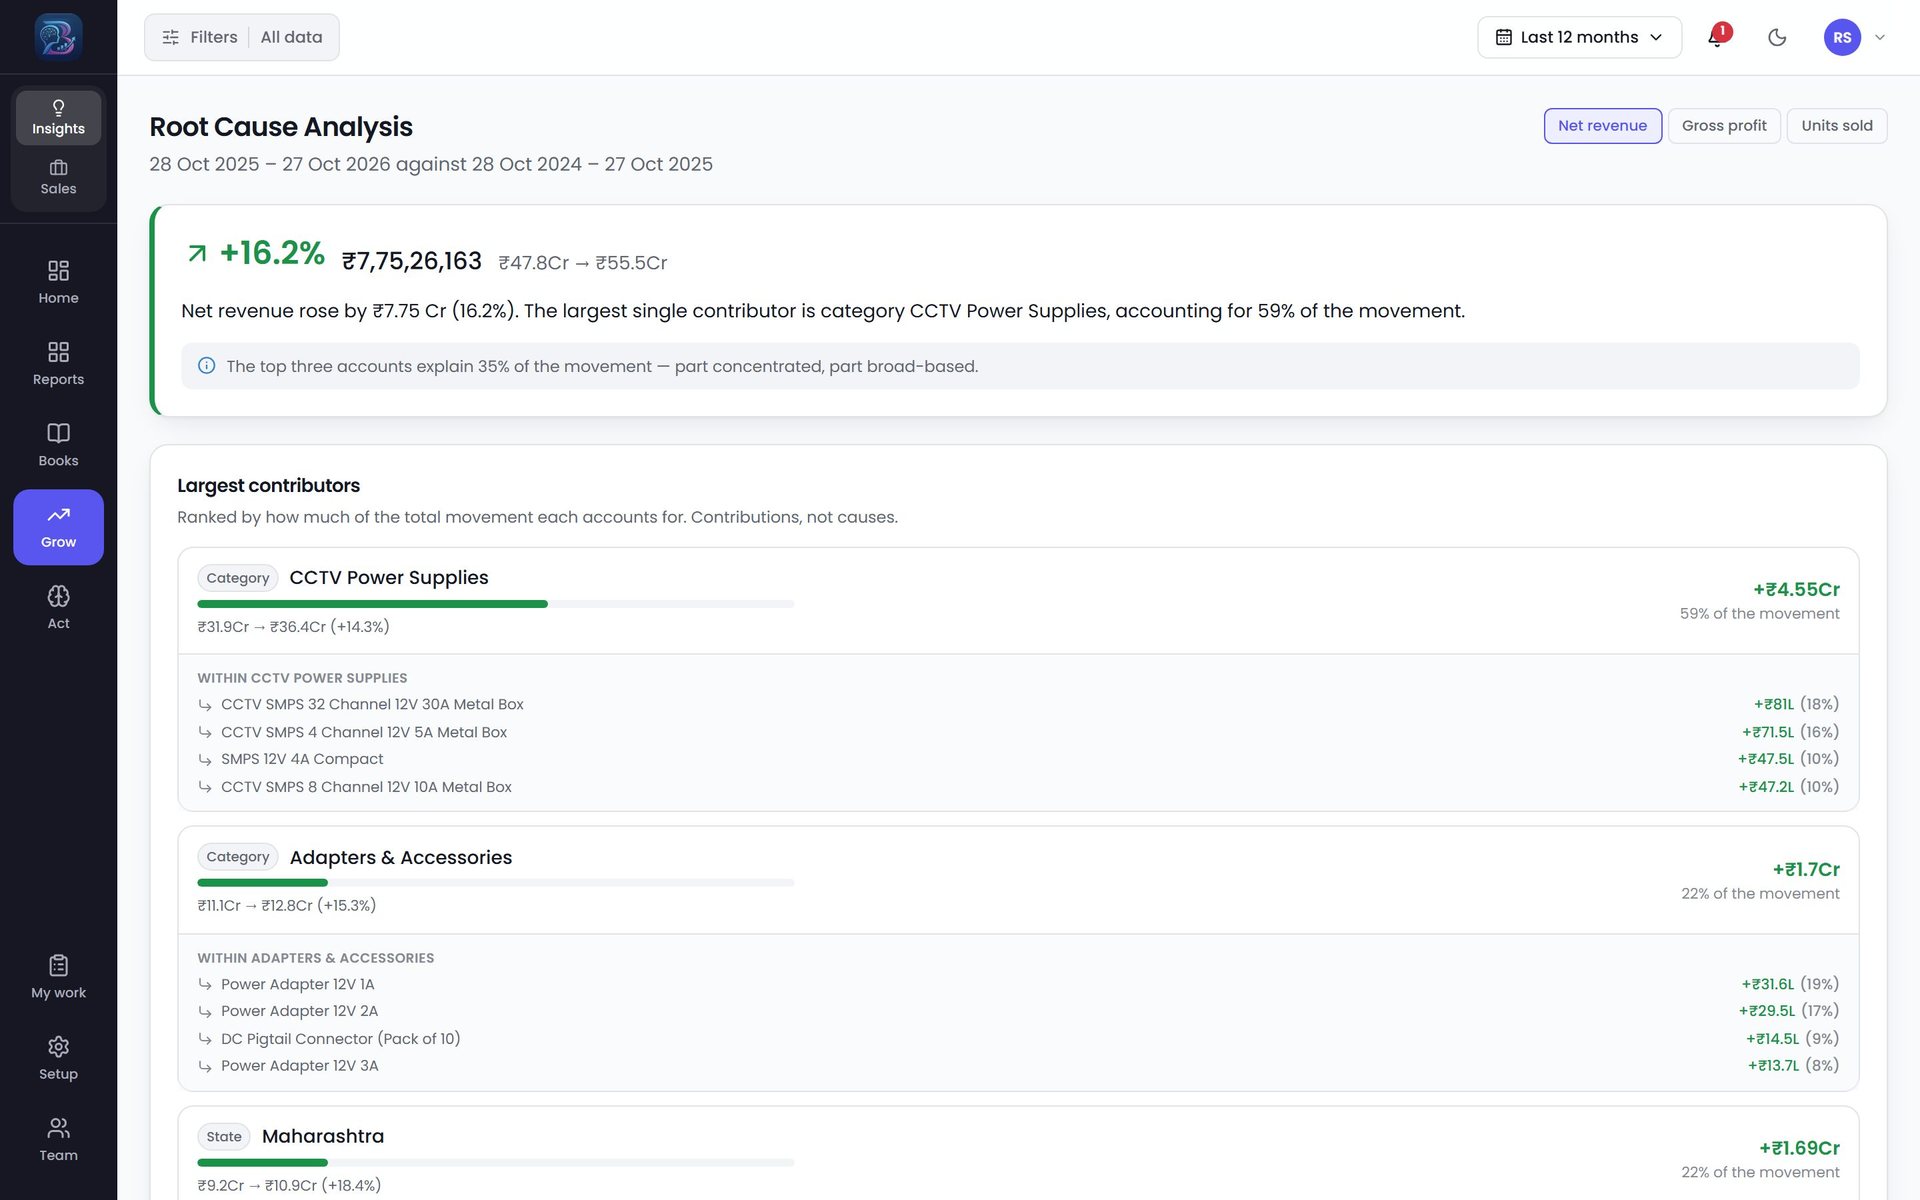 Filters
All data
Last 12 months
1
RS
Insights
Sales
Home
Reports
Books
Grow
Act
My work
Setup
Team
Root Cause Analysis
28 Oct 2025 – 27 Oct 2026 against 28 Oct 2024 – 27 Oct 2025
Net revenue
Gross profit
Units sold
+16.2% ₹7,75,26,163 ₹47.8Cr → ₹55.5Cr
Net revenue rose by ₹7.75 Cr (16.2%). The largest single contributor is category CCTV Power Supplies, accounting for 59% of the movement.
The top three accounts explain 35% of the movement — part concentrated, part broad-based.
Largest contributors
Ranked by how much of the total movement each accounts for. Contributions, not causes.
Category CCTV Power Supplies
+₹4.55Cr
59% of the movement
₹31.9Cr → ₹36.4Cr (+14.3%)
WITHIN CCTV POWER SUPPLIES
CCTV SMPS 32 Channel 12V 30A Metal Box +₹81L (18%)
CCTV SMPS 4 Channel 12V 5A Metal Box +₹71.5L (16%)
SMPS 12V 4A Compact +₹47.5L (10%)
CCTV SMPS 8 Channel 12V 10A Metal Box +₹47.2L (10%)
Category Adapters & Accessories
+₹1.7Cr
22% of the movement
₹11.1Cr → ₹12.8Cr (+15.3%)
WITHIN ADAPTERS & ACCESSORIES
Power Adapter 12V 1A +₹31.6L (19%)
Power Adapter 12V 2A +₹29.5L (17%)
DC Pigtail Connector (Pack of 10) +₹14.5L (9%)
Power Adapter 12V 3A +₹13.7L (8%)
State Maharashtra
+₹1.69Cr
22% of the movement
₹9.2Cr → ₹10.9Cr (+18.4%)